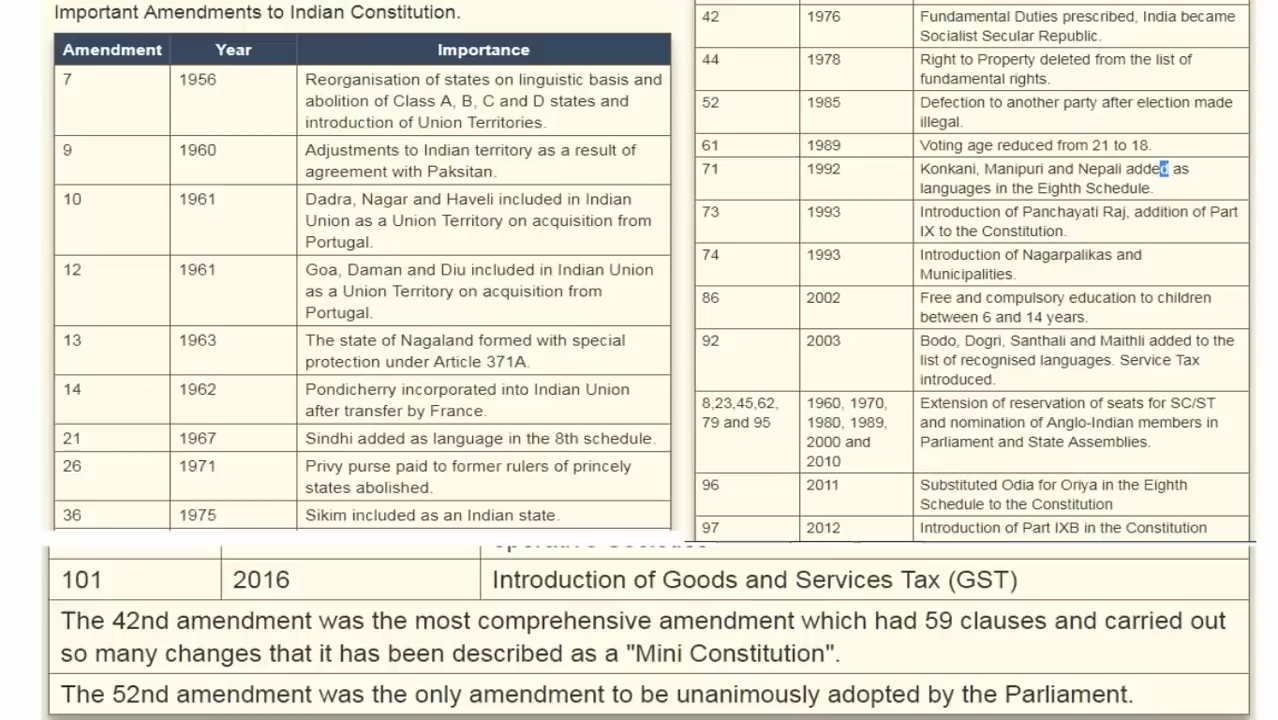 Important Amendments to Indian Constitution.
Amendment Year Importance
7 1956 Reorganisation of states on linguistic basis and
abolition of Class A, B, C and D states and
introduction of Union Territories.
9 1960 Adjustments to Indian territory as a result of
agreement with Paksitan.
10 1961 Dadra, Nagar and Haveli included in Indian
Union as a Union Territory on acquisition from
Portugal.
12 1961 Goa, Daman and Diu included in Indian Union
as a Union Territory on acquisition from
Portugal.
13 1963 The state of Nagaland formed with special
protection under Article 371A.
14 1962 Pondicherry incorporated into Indian Union
after transfer by France.
21 1967 Sindhi added as language in the 8th schedule.
26 1971 Privy purse paid to former rulers of princely
states abolished.
36 1975 Sikim included as an Indian state.
42 1976 Fundamental Duties prescribed, India became
Socialist Secular Republic.
44 1978 Right to Property deleted from the list of
fundamental rights.
52 1985 Defection to another party after election made
illegal.
61 1989 Voting age reduced from 21 to 18.
71 1992 Konkani, Manipuri and Nepali added as
languages in the Eighth Schedule.
73 1993 Introduction of Panchayati Raj, addition of Part
IX to the Constitution.
74 1993 Introduction of Nagarpalikas and
Municipalities.
86 2002 Free and compulsory education to children
between 6 and 14 years.
92 2003 Bodo, Dogri, Santhali and Maithli added to the
list of recognised languages. Service Tax
introduced.
8,23,45,62, 1960, 1970, Extension of reservation of seats for SC/ST
79 and 95 1980, 1989, and nomination of Anglo-Indian members in
2000 and Parliament and State Assemblies.
2010
96 2011 Substituted Odia for Oriya in the Eighth
Schedule to the Constitution
97 2012 Introduction of Part IXB in the Constitution
101 2016 Introduction of Goods and Services Tax (GST)
The 42nd amendment was the most comprehensive amendment which had 59 clauses and carried out
so many changes that it has been described as a "Mini Constitution".
The 52nd amendment was the only amendment to be unanimously adopted by the Parliament.